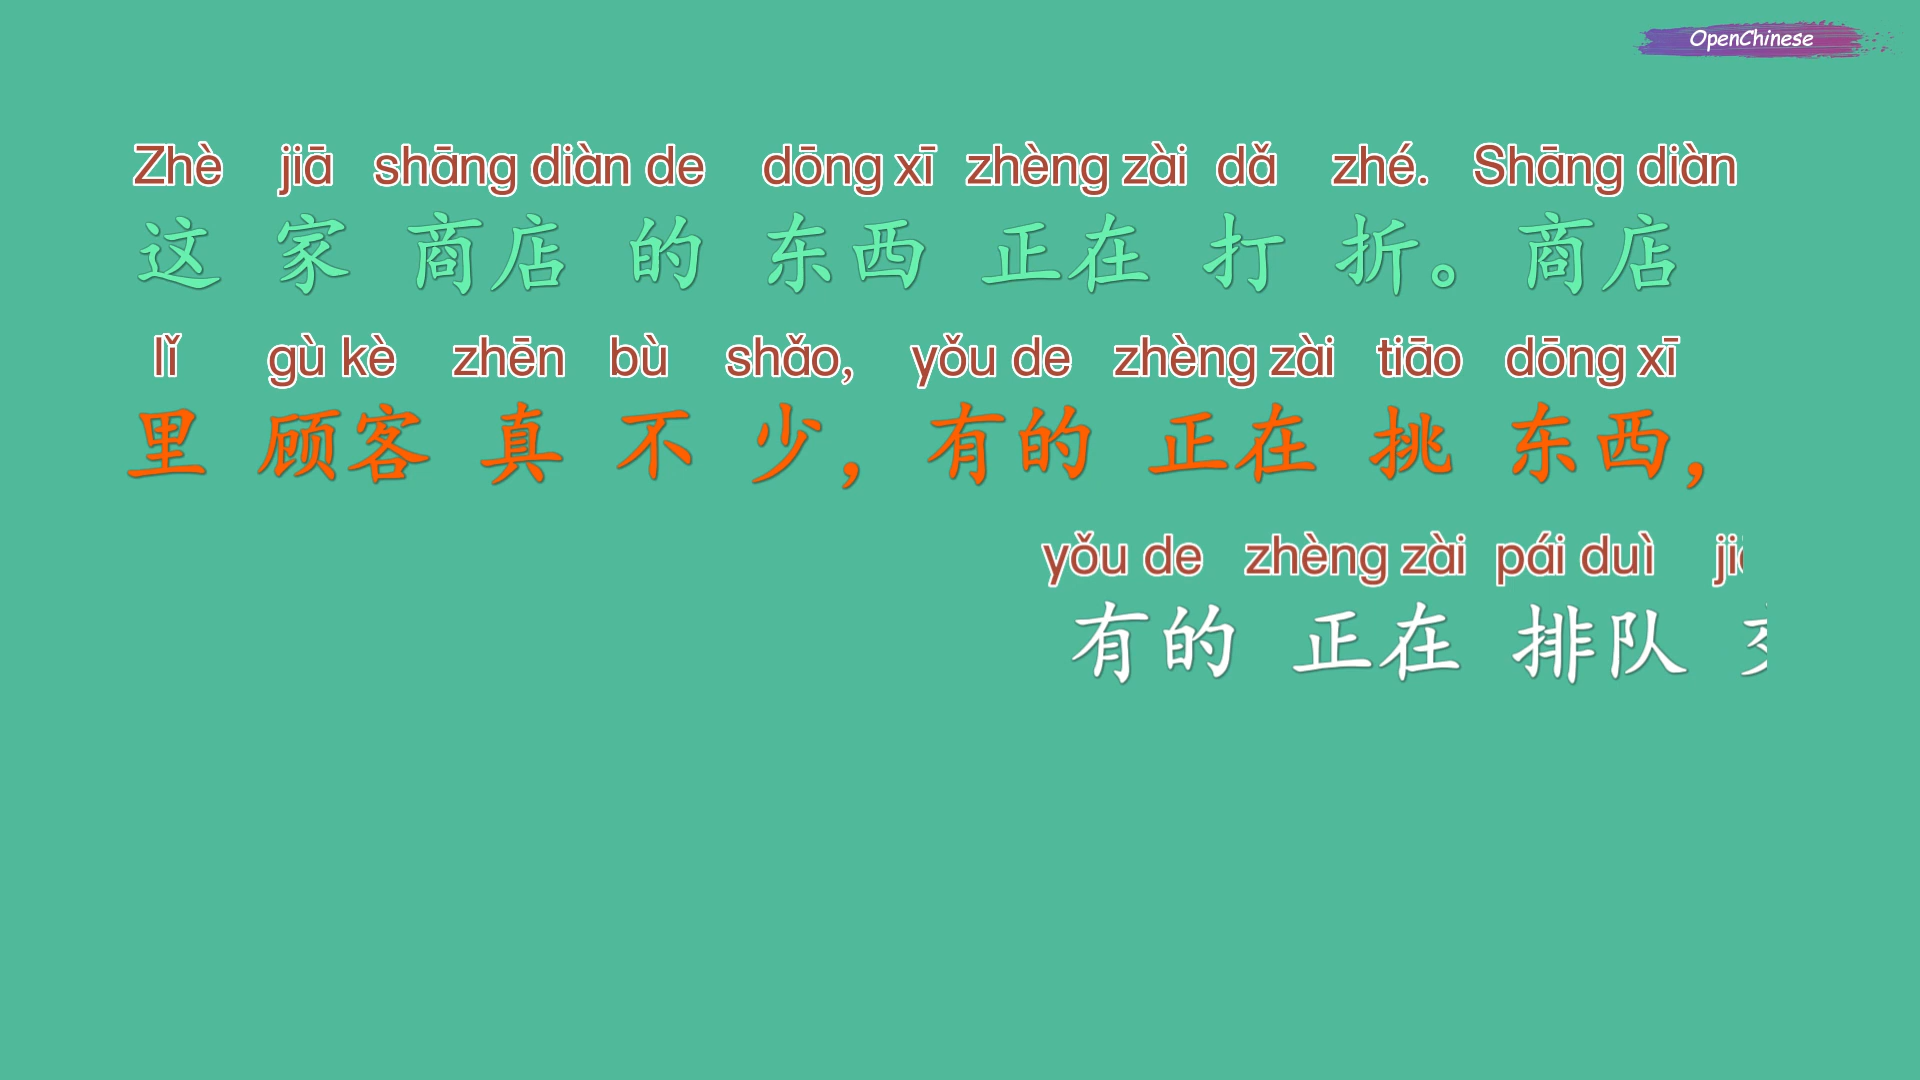 OpenChinese
Zhè jiā shāng diàn de dōng xī zhèng zài dǎ zhé. Shāng diàn
这 家 商店 的 东西 正在 打 折。商店
lǐ gù kè zhēn bù shǎo, yǒu de zhèng zài tiāo dōng xī
里 顾客 真 不 少，有的 正在 挑 东西，
yǒu de zhèng zài pái duì
有的 正在 排队